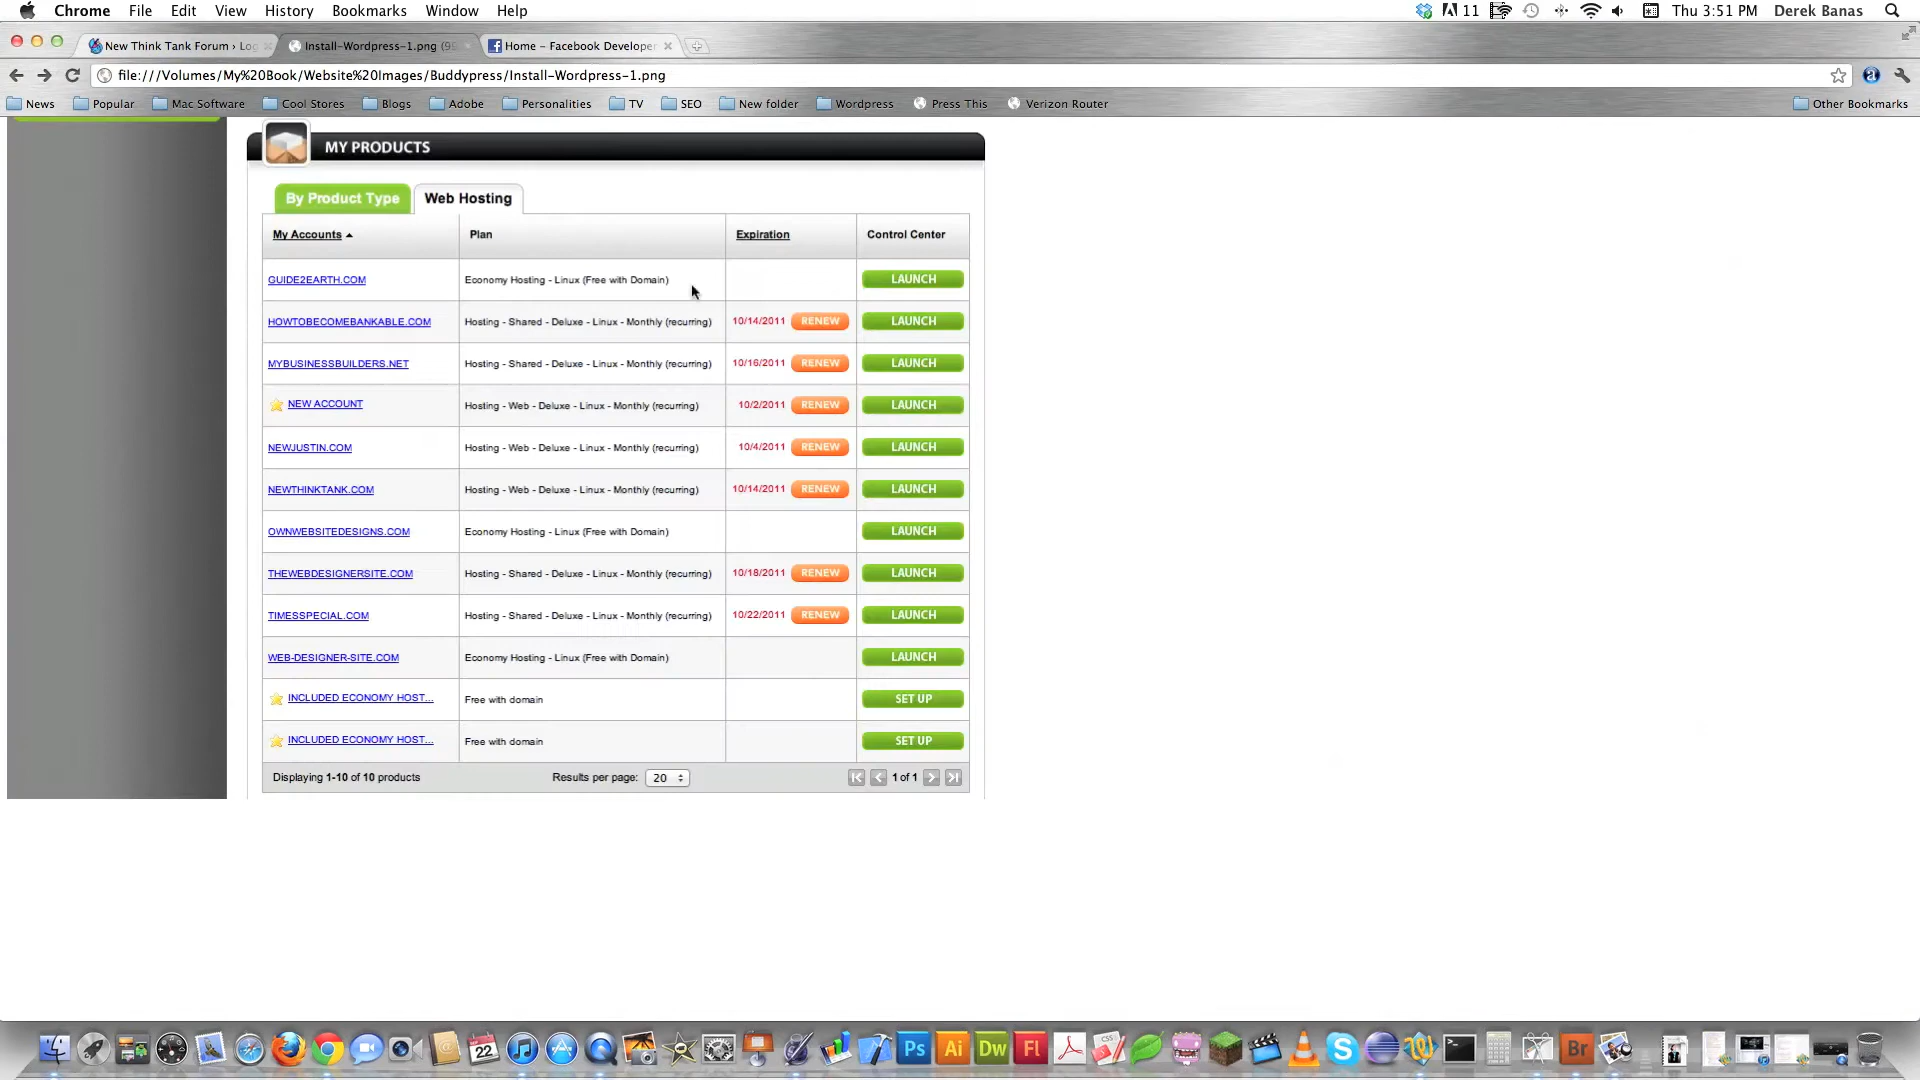 Chrome File Edit View History Bookmarks Window Help 11 Thu 3:51 PM Derek Banas
New Think Tank Forum › Lo Install-Wordpress-1.png (99 Home – Facebook Developer
file:///Volumes/My%20Book/Website%20Images/Buddypress/Install-Wordpress-1.png
News Popular Mac Software Cool Stores Blogs Adobe Personalities TV SEO New folder Wordpress Press This Verizon Router Other Bookmarks
MY PRODUCTS
By Product Type Web Hosting
My Accounts Plan Expiration Control Center
GUIDE2EARTH.COM Economy Hosting - Linux (Free with Domain) LAUNCH
HOWTOBECOMEBANKABLE.COM Hosting - Shared - Deluxe - Linux - Monthly (recurring) 10/14/2011 RENEW LAUNCH
MYBUSINESSBUILDERS.NET Hosting - Shared - Deluxe - Linux - Monthly (recurring) 10/16/2011 RENEW LAUNCH
NEW ACCOUNT Hosting - Web - Deluxe - Linux - Monthly (recurring) 10/2/2011 RENEW LAUNCH
NEWJUSTIN.COM Hosting - Web - Deluxe - Linux - Monthly (recurring) 10/4/2011 RENEW LAUNCH
NEWTHINKTANK.COM Hosting - Web - Deluxe - Linux - Monthly (recurring) 10/14/2011 RENEW LAUNCH
OWNWEBSITEDESIGNS.COM Economy Hosting - Linux (Free with Domain) LAUNCH
THEWEBDESIGNERSITE.COM Hosting - Shared - Deluxe - Linux - Monthly (recurring) 10/18/2011 RENEW LAUNCH
TIMESSPECIAL.COM Hosting - Shared - Deluxe - Linux - Monthly (recurring) 10/22/2011 RENEW LAUNCH
WEB-DESIGNER-SITE.COM Economy Hosting - Linux (Free with Domain) LAUNCH
INCLUDED ECONOMY HOST... Free with domain SET UP
INCLUDED ECONOMY HOST... Free with domain SET UP
Displaying 1-10 of 10 products Results per page: 20 1 of 1
22 Ps Ai Dw Fl Br